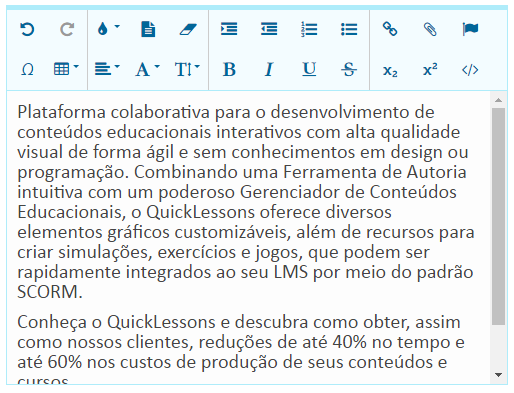 Ω A T B I U S x₂ x² </>
Plataforma colaborativa para o desenvolvimento de
conteúdos educacionais interativos com alta qualidade
visual de forma ágil e sem conhecimentos em design ou
programação. Combinando uma Ferramenta de Autoria
intuitiva com um poderoso Gerenciador de Conteúdos
Educacionais, o QuickLessons oferece diversos
elementos gráficos customizáveis, além de recursos para
criar simulações, exercícios e jogos, que podem ser
rapidamente integrados ao seu LMS por meio do padrão
SCORM.
Conheça o QuickLessons e descubra como obter, assim
como nossos clientes, reduções de até 40% no tempo e
até 60% nos custos de produção de seus conteúdos e
cursos